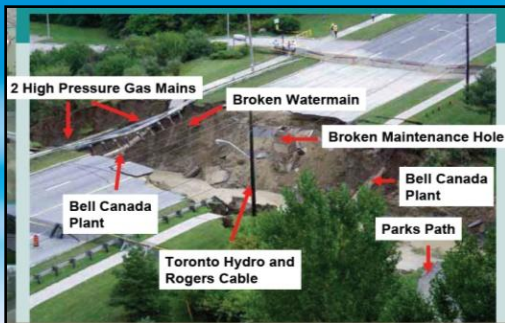 2 High Pressure Gas Mains
Broken Watermain
Broken Maintenance Hole
Bell Canada
Plant
Bell Canada
Plant
Parks Path
Toronto Hydro and
Rogers Cable